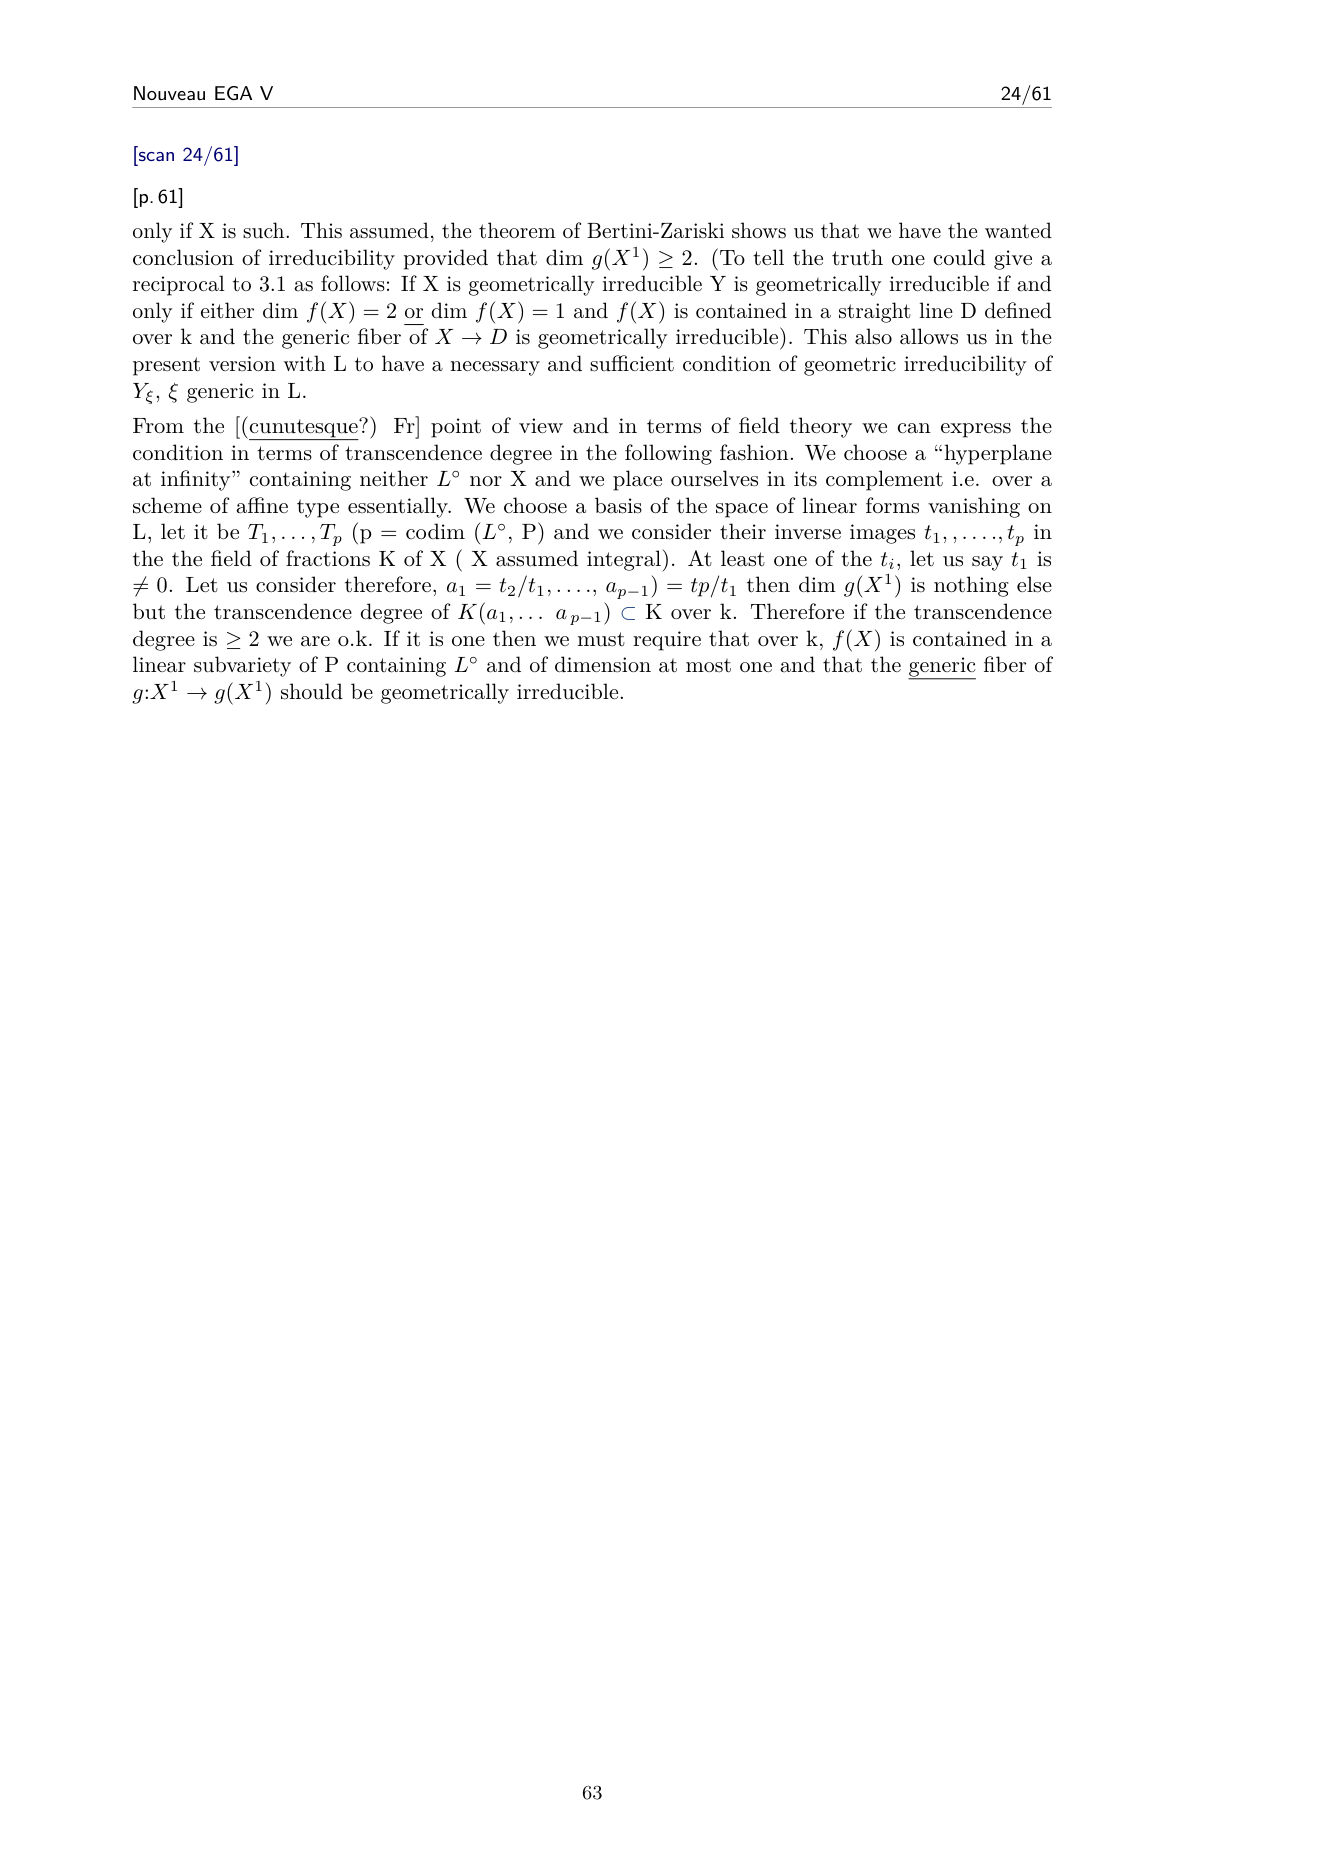 Nouveau EGA V 24/61
[scan 24/61]
[p. 61]
only if X is such. This assumed, the theorem of Bertini-Zariski shows us that we have the wanted
conclusion of irreducibility provided that dim g(X¹) ≥ 2. (To tell the truth one could give a
reciprocal to 3.1 as follows: If X is geometrically irreducible Y is geometrically irreducible if and
only if either dim f(X) = 2 or dim f(X) = 1 and f(X) is contained in a straight line D defined
over k and the generic fiber of X → D is geometrically irreducible). This also allows us in the
present version with L to have a necessary and sufficient condition of geometric irreducibility of
Y_ξ, ξ generic in L.
From the [(cunutesque?) Fr] point of view and in terms of field theory we can express the
condition in terms of transcendence degree in the following fashion. We choose a “hyperplane
at infinity” containing neither L° nor X and we place ourselves in its complement i.e. over a
scheme of affine type essentially. We choose a basis of the space of linear forms vanishing on
L, let it be T₁,...,Tₚ (p = codim (L°, P) and we consider their inverse images t₁,,....,tₚ in
the the field of fractions K of X ( X assumed integral). At least one of the tᵢ, let us say t₁ is
≠ 0. Let us consider therefore, a₁ = t₂/t₁,...., aₚ₋₁) = tp/t₁ then dim g(X¹) is nothing else
but the transcendence degree of K(a₁,... aₚ₋₁) ⊂ K over k. Therefore if the transcendence
degree is ≥ 2 we are o.k. If it is one then we must require that over k, f(X) is contained in a
linear subvariety of P containing L° and of dimension at most one and that the generic fiber of
g:X¹ → g(X¹) should be geometrically irreducible.
63